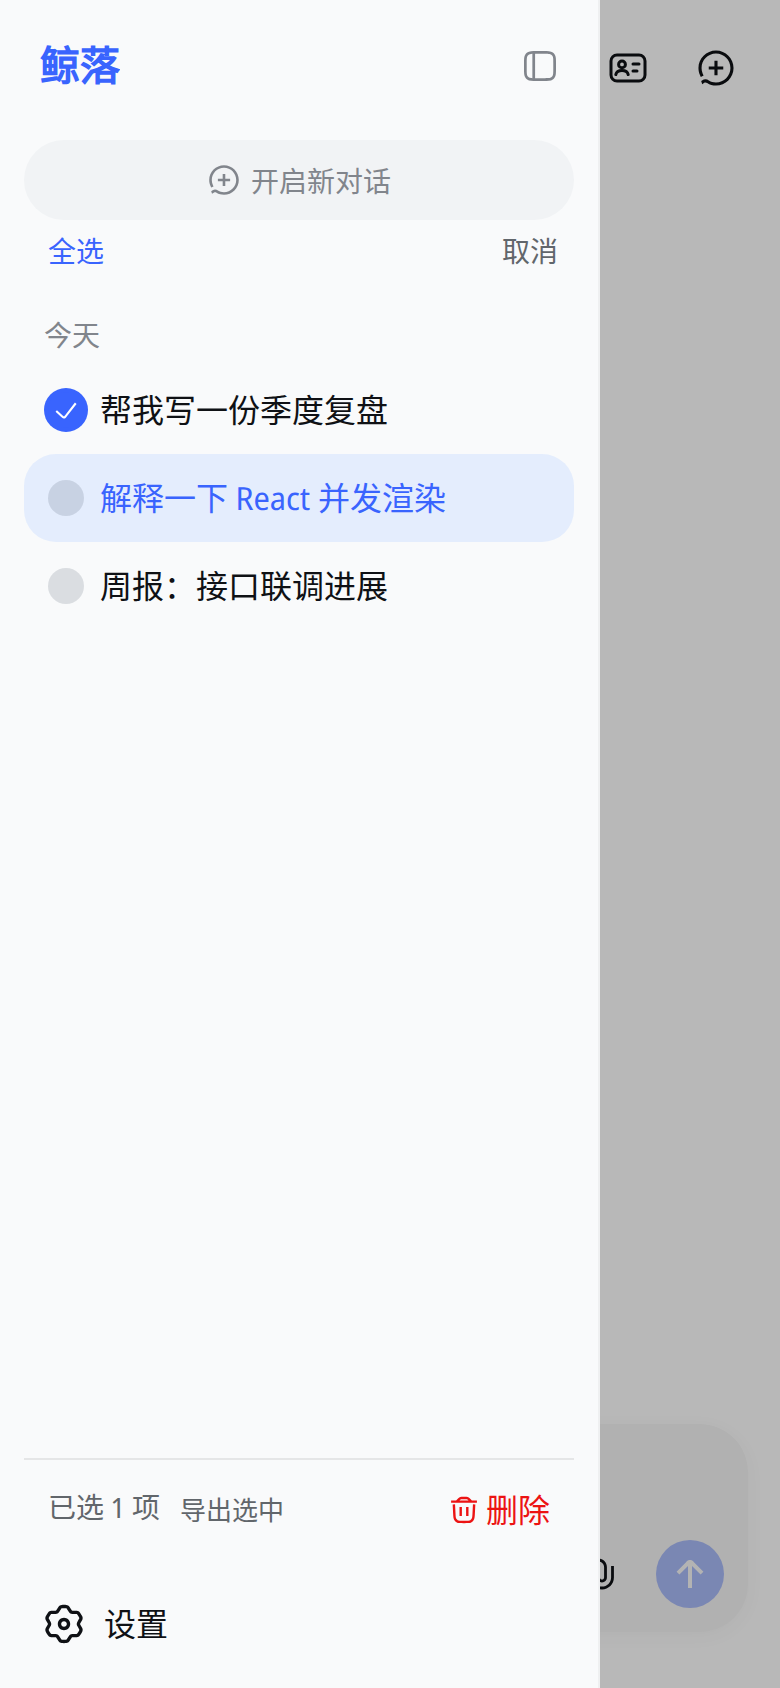 鲸落
开启新对话
全选 取消
今天
帮我写一份季度复盘
解释一下 React 并发渲染
周报：接口联调进展
已选 1 项 导出选中 删除
设置